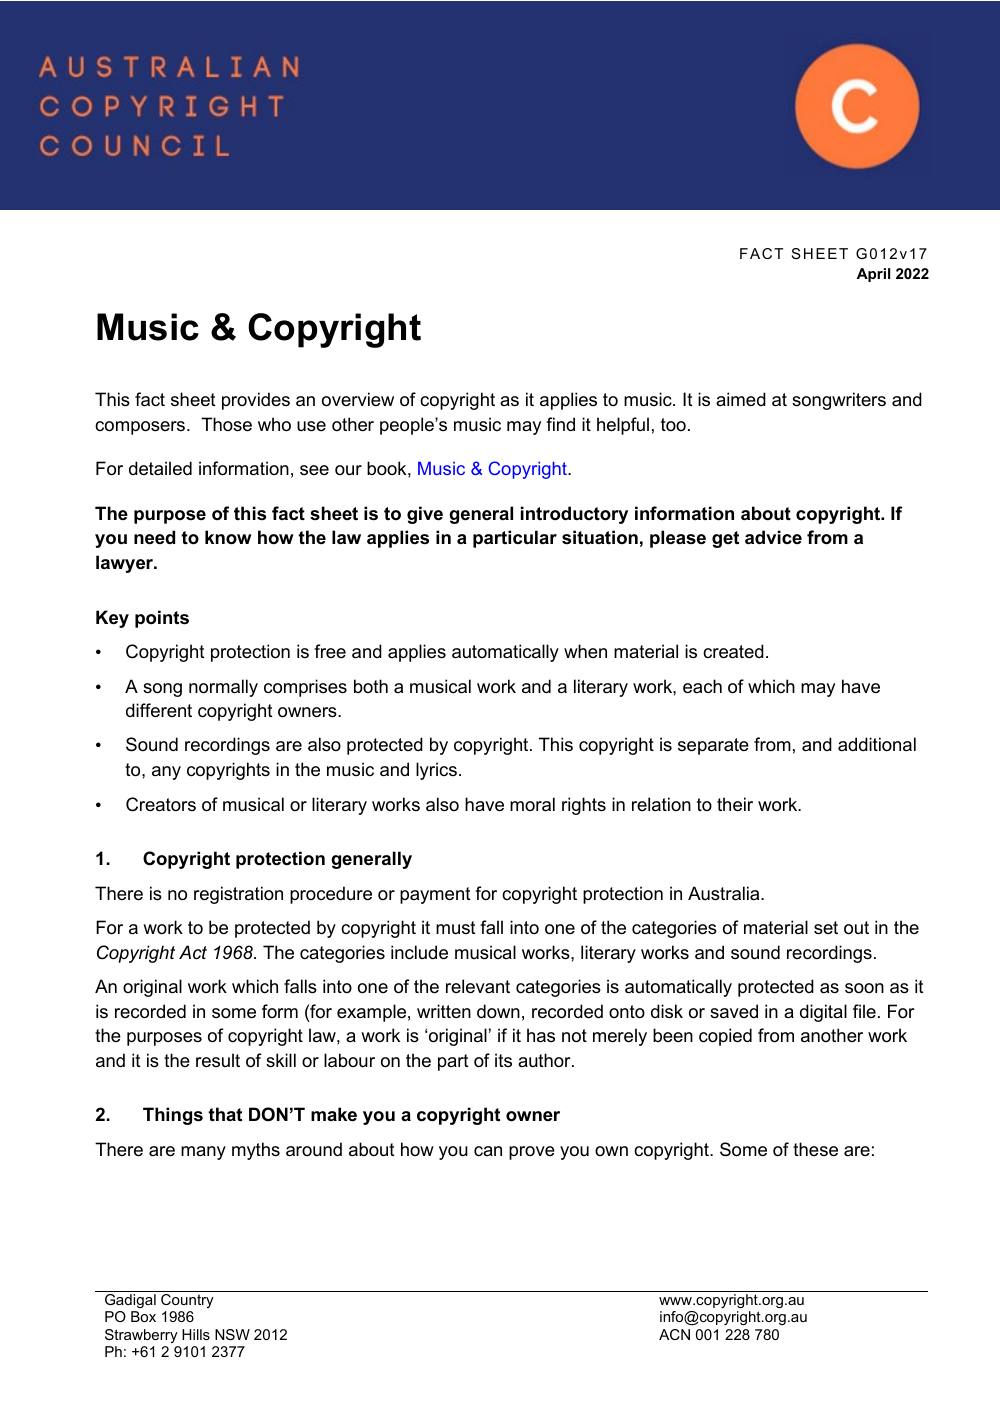 AUSTRALIAN
COPYRIGHT
COUNCIL
C
FACT SHEET G012v17
April 2022
Music & Copyright
This fact sheet provides an overview of copyright as it applies to music. It is aimed at songwriters and
composers.  Those who use other people’s music may find it helpful, too.
For detailed information, see our book, Music & Copyright.
The purpose of this fact sheet is to give general introductory information about copyright. If
you need to know how the law applies in a particular situation, please get advice from a
lawyer.
Key points
• Copyright protection is free and applies automatically when material is created.
• A song normally comprises both a musical work and a literary work, each of which may have
different copyright owners.
• Sound recordings are also protected by copyright. This copyright is separate from, and additional
to, any copyrights in the music and lyrics.
• Creators of musical or literary works also have moral rights in relation to their work.
1. Copyright protection generally
There is no registration procedure or payment for copyright protection in Australia.
For a work to be protected by copyright it must fall into one of the categories of material set out in the
Copyright Act 1968. The categories include musical works, literary works and sound recordings.
An original work which falls into one of the relevant categories is automatically protected as soon as it
is recorded in some form (for example, written down, recorded onto disk or saved in a digital file. For
the purposes of copyright law, a work is ‘original’ if it has not merely been copied from another work
and it is the result of skill or labour on the part of its author.
2. Things that DON’T make you a copyright owner
There are many myths around about how you can prove you own copyright. Some of these are:
Gadigal Country
PO Box 1986
Strawberry Hills NSW 2012
Ph: +61 2 9101 2377
www.copyright.org.au
info@copyright.org.au
ACN 001 228 780